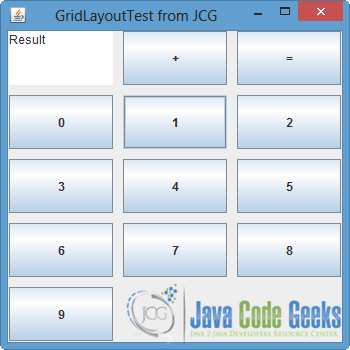 GridLayoutTest from JCG
Result + =
0 1 2
3 4 5
6 7 8
9
JCG Java Code Geeks
JAVA 2 JAVA DEVELOPERS RESOURCE CENTER